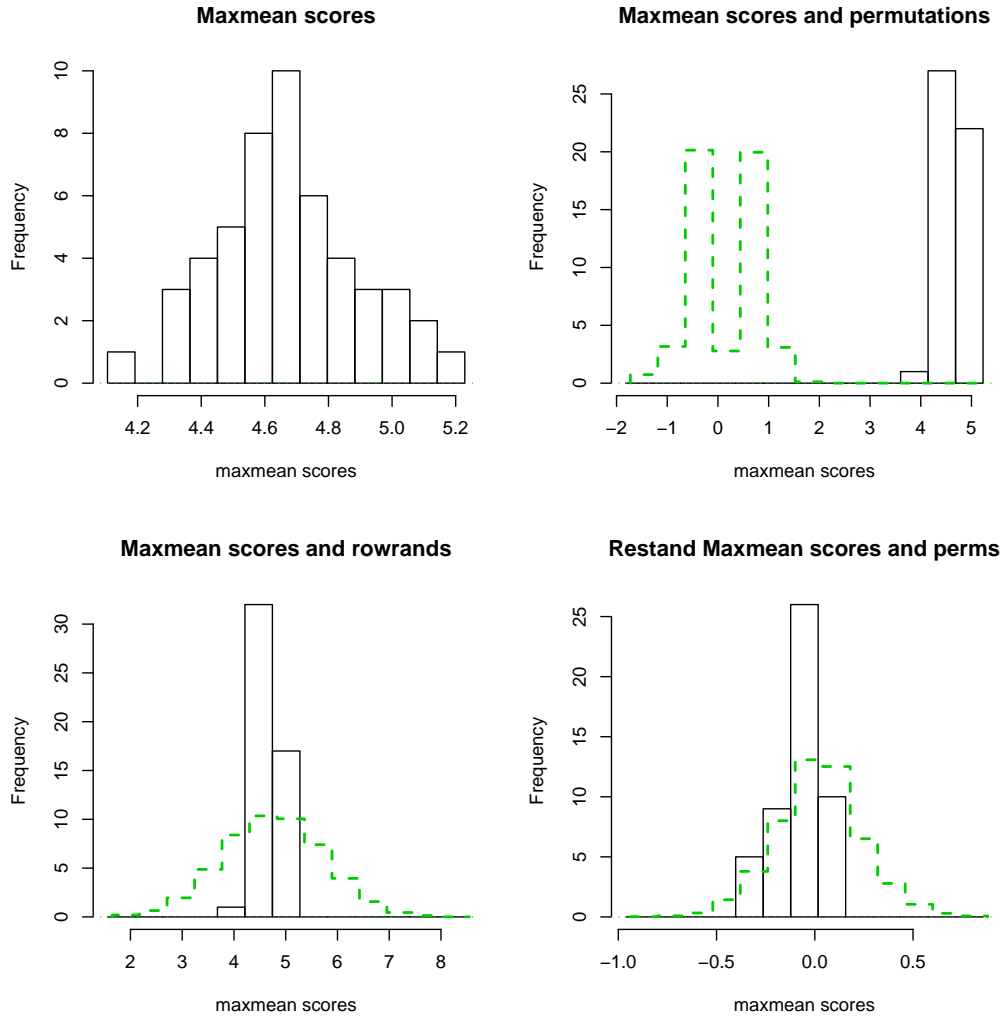 Maxmean scores
Frequency
0
2
4
6
8
10
4.2 4.4 4.6 4.8 5.0 5.2
maxmean scores
Maxmean scores and permutations
Frequency
0
5
10
15
20
25
−2 −1 0 1 2 3 4 5
maxmean scores
Maxmean scores and rowrands
Frequency
0
5
10
15
20
25
30
2 3 4 5 6 7 8
maxmean scores
Restand Maxmean scores and perms
Frequency
0
5
10
15
20
25
−1.0 −0.5 0.0 0.5
maxmean scores